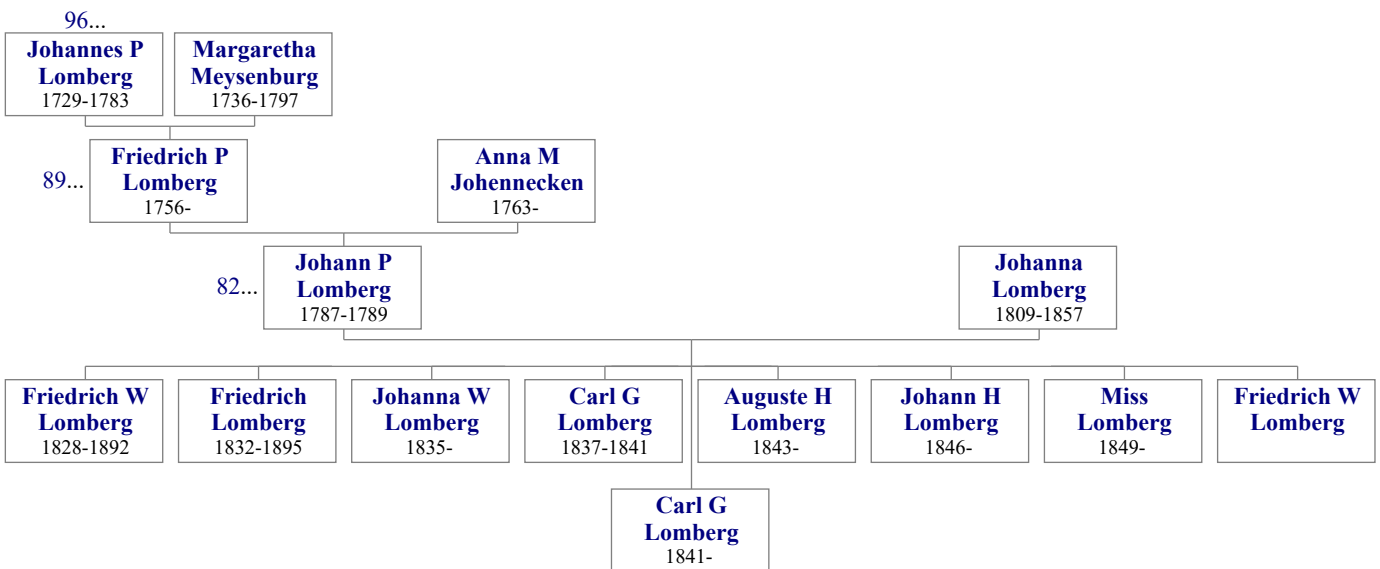 96...
Johannes P
Lomberg
1729-1783
Margaretha
Meysenburg
1736-1797
89...
Friedrich P
Lomberg
1756-
Anna M
Johennecken
1763-
82...
Johann P
Lomberg
1787-1789
Johanna
Lomberg
1809-1857
Friedrich W
Lomberg
1828-1892
Friedrich
Lomberg
1832-1895
Johanna W
Lomberg
1835-
Carl G
Lomberg
1837-1841
Auguste H
Lomberg
1843-
Johann H
Lomberg
1846-
Miss
Lomberg
1849-
Friedrich W
Lomberg
Carl G
Lomberg
1841-